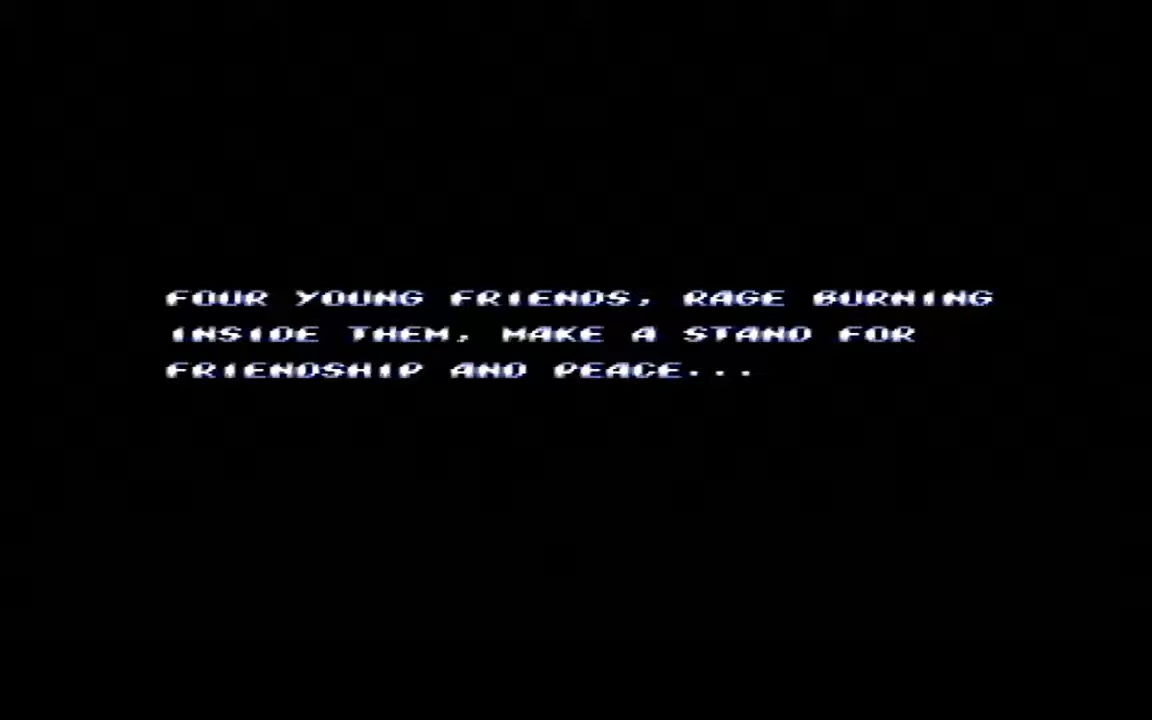 FOUR YOUNG FRIENDS, RAGE BURNING
INSIDE THEM, MAKE A STAND FOR
FRIENDSHIP AND PEACE...